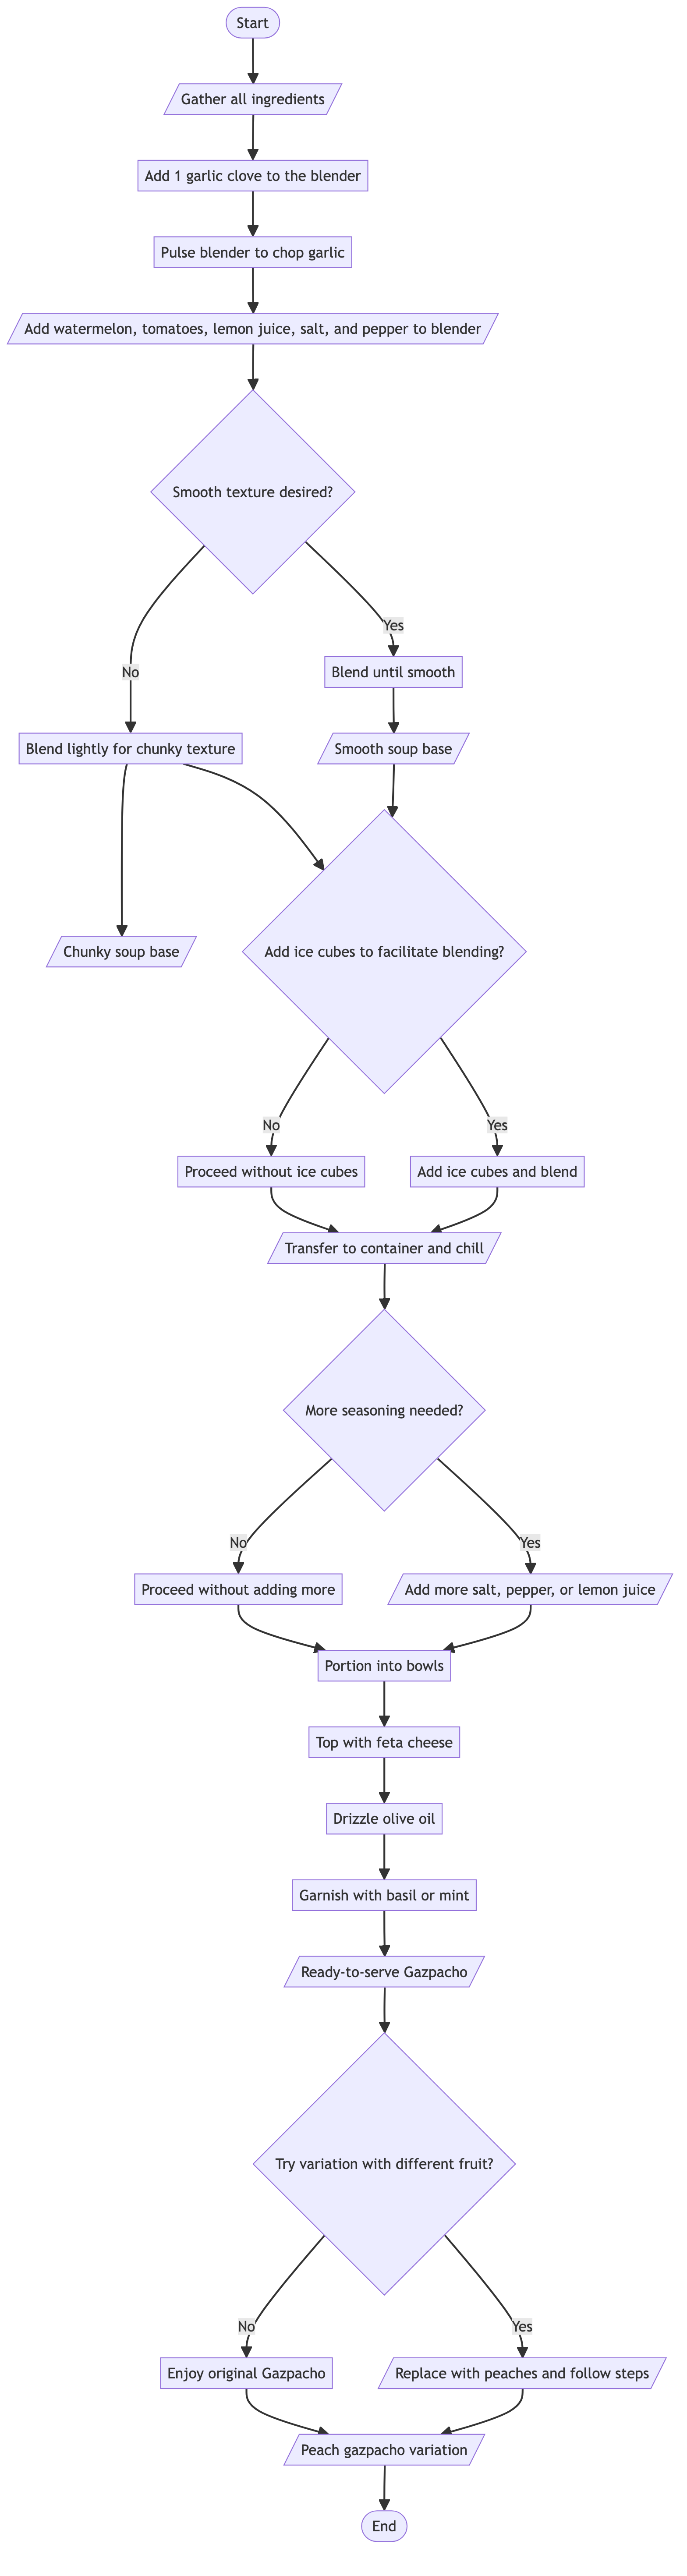 Start
Gather all ingredients
Add 1 garlic clove to the blender
Pulse blender to chop garlic
Add watermelon, tomatoes, lemon juice, salt, and pepper to blender
Smooth texture desired?
Yes
No
Blend until smooth
Blend lightly for chunky texture
Smooth soup base
Chunky soup base
Add ice cubes to facilitate blending?
No
Yes
Proceed without ice cubes
Add ice cubes and blend
Transfer to container and chill
More seasoning needed?
No
Yes
Proceed without adding more
Add more salt, pepper, or lemon juice
Portion into bowls
Top with feta cheese
Drizzle olive oil
Garnish with basil or mint
Ready-to-serve Gazpacho
Try variation with different fruit?
No
Yes
Enjoy original Gazpacho
Replace with peaches and follow steps
Peach gazpacho variation
End